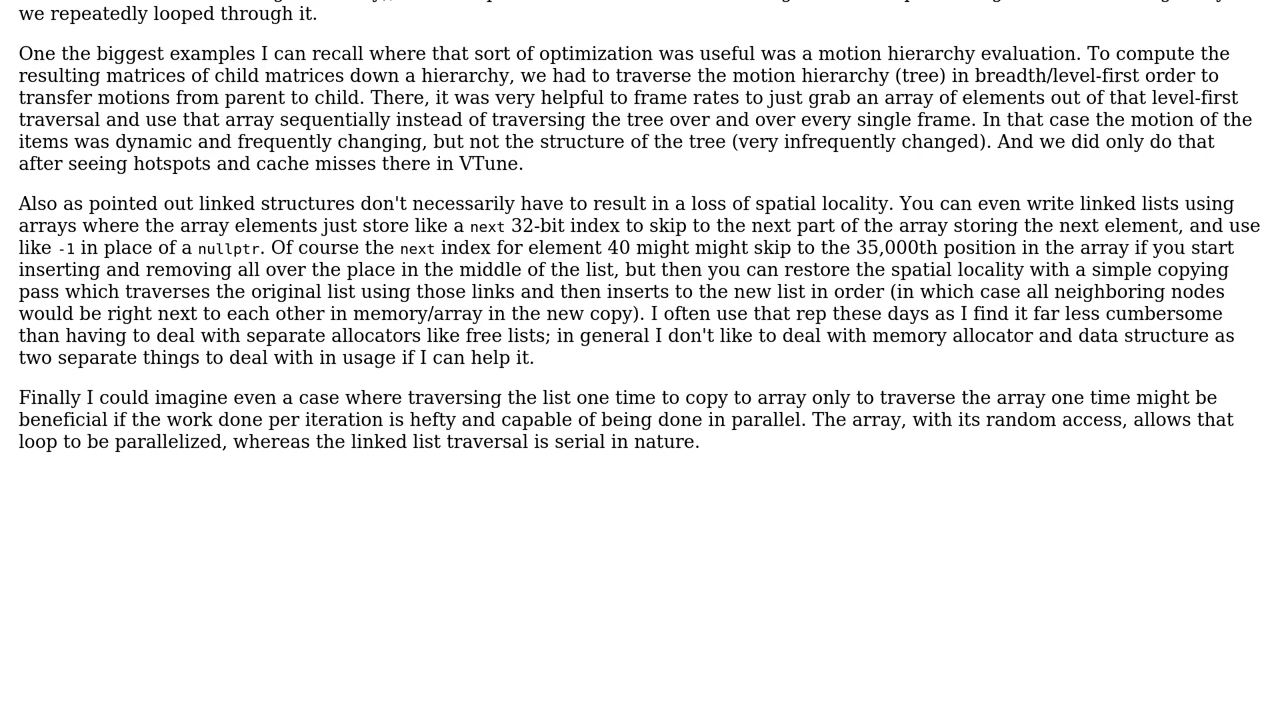 we repeatedly looped through it.
One the biggest examples I can recall where that sort of optimization was useful was a motion hierarchy evaluation. To compute the
resulting matrices of child matrices down a hierarchy, we had to traverse the motion hierarchy (tree) in breadth/level-first order to
transfer motions from parent to child. There, it was very helpful to frame rates to just grab an array of elements out of that level-first
traversal and use that array sequentially instead of traversing the tree over and over every single frame. In that case the motion of the
items was dynamic and frequently changing, but not the structure of the tree (very infrequently changed). And we did only do that
after seeing hotspots and cache misses there in VTune.
Also as pointed out linked structures don't necessarily have to result in a loss of spatial locality. You can even write linked lists using
arrays where the array elements just store like a next 32-bit index to skip to the next part of the array storing the next element, and use
like -1 in place of a nullptr. Of course the next index for element 40 might might skip to the 35,000th position in the array if you start
inserting and removing all over the place in the middle of the list, but then you can restore the spatial locality with a simple copying
pass which traverses the original list using those links and then inserts to the new list in order (in which case all neighboring nodes
would be right next to each other in memory/array in the new copy). I often use that rep these days as I find it far less cumbersome
than having to deal with separate allocators like free lists; in general I don't like to deal with memory allocator and data structure as
two separate things to deal with in usage if I can help it.
Finally I could imagine even a case where traversing the list one time to copy to array only to traverse the array one time might be
beneficial if the work done per iteration is hefty and capable of being done in parallel. The array, with its random access, allows that
loop to be parallelized, whereas the linked list traversal is serial in nature.